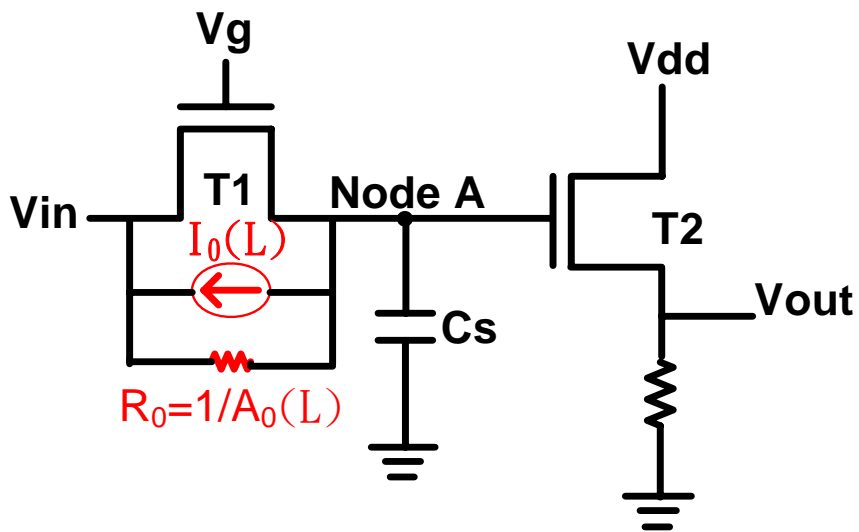 Vg
Vdd
T1
Vin
Node A
T2
I₀(L)
Vout
Cs
R₀=1/A₀(L)